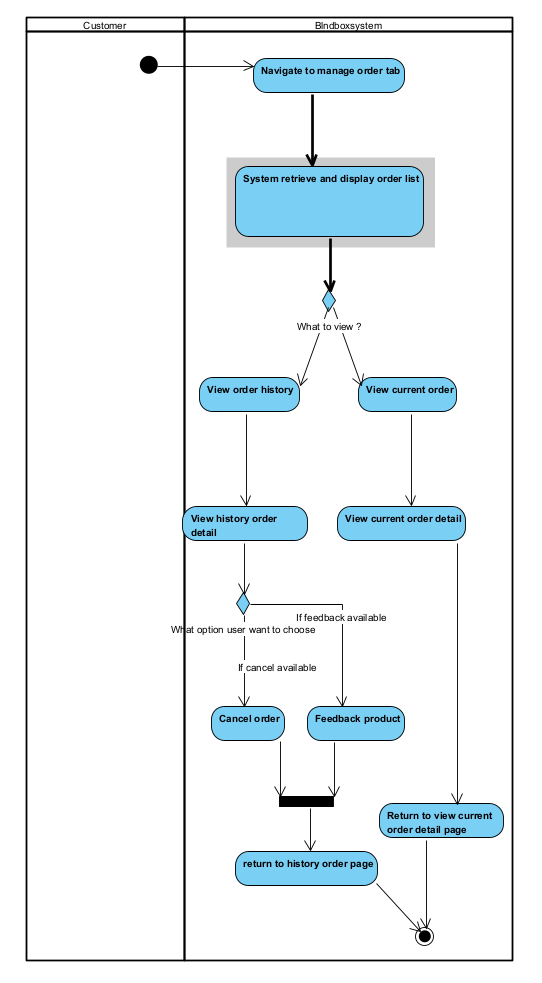 Customer
BIndboxsystem
Navigate to manage order tab
System retrieve and display order list
What to view ?
View order history
View current order
View history order
detail
View current order detail
If feedback available
What option user want to choose
If cancel available
Cancel order
Feedback product
Return to view current
order detail page
return to history order page